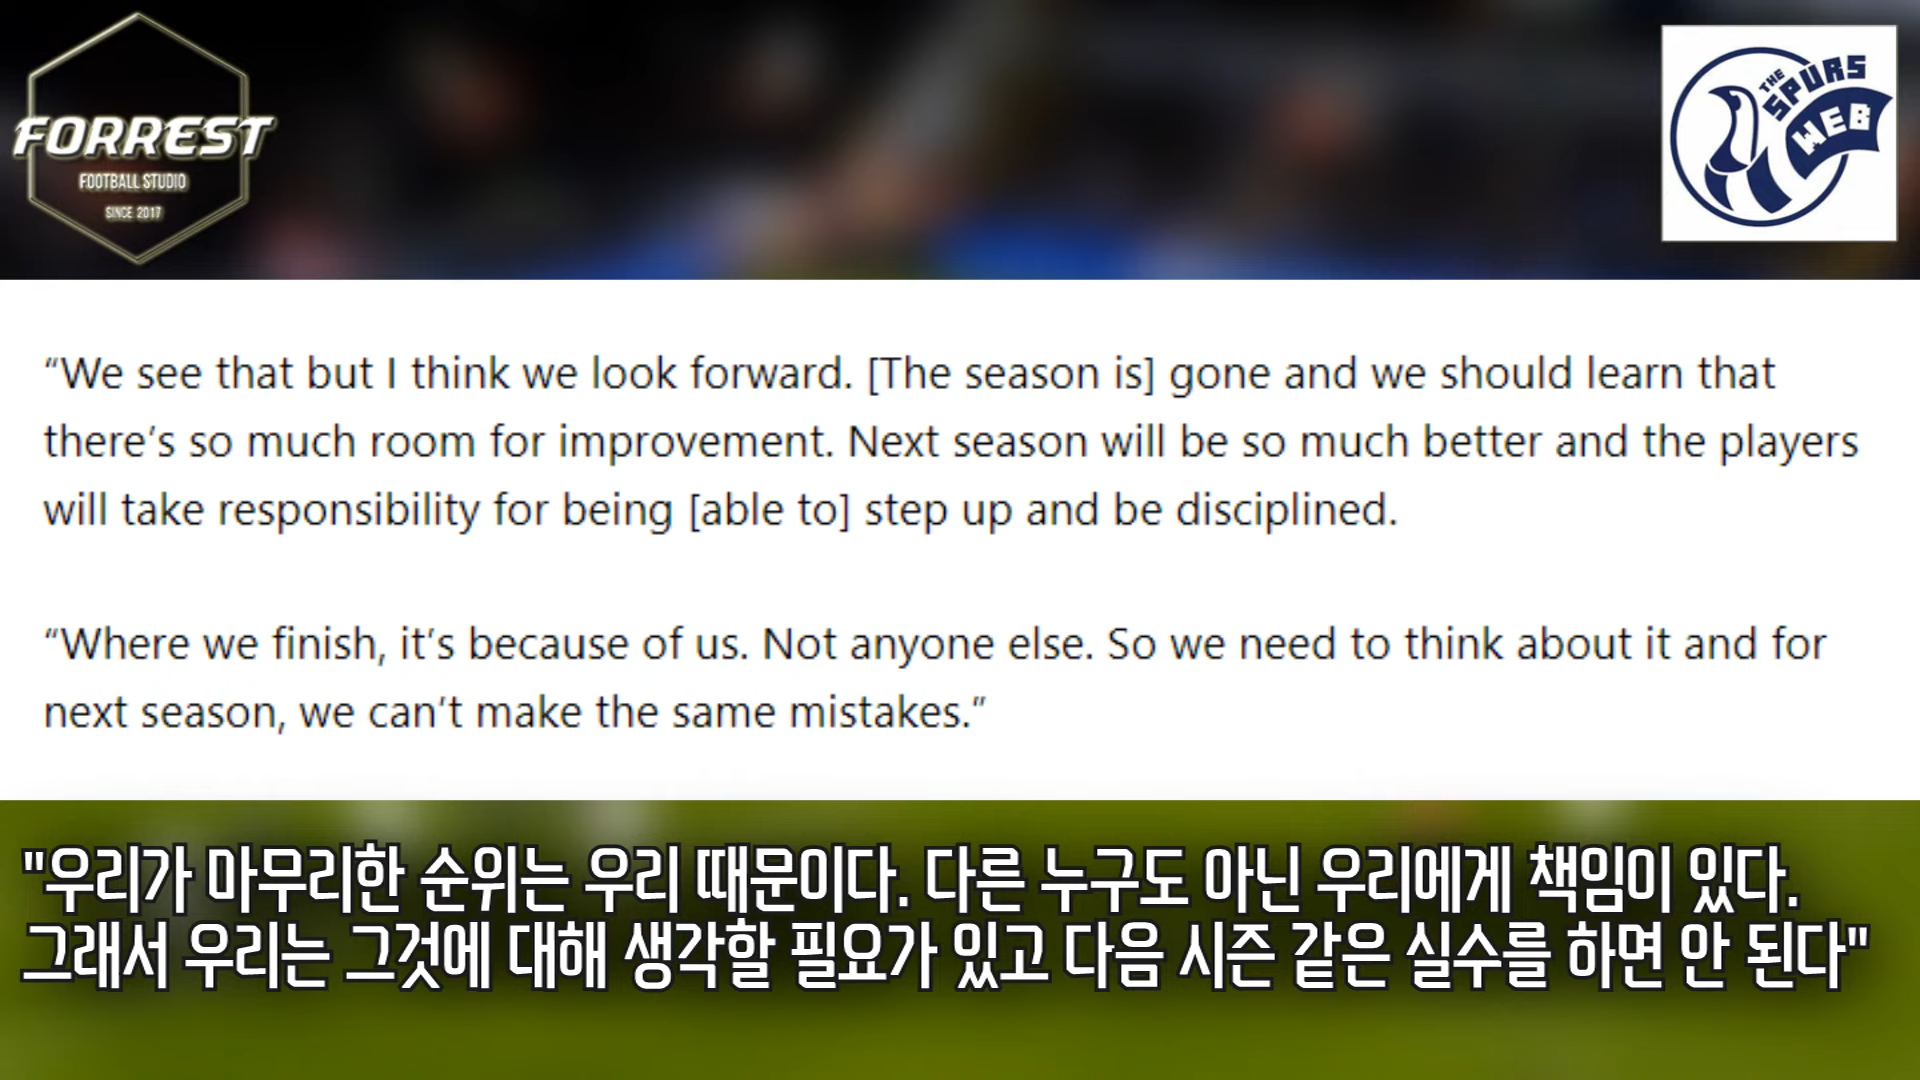 FORREST
FOOTBALL STUDIO
SINCE 2017
THE
SPURS
WEB
“We see that but I think we look forward. [The season is] gone and we should learn that
there’s so much room for improvement. Next season will be so much better and the players
will take responsibility for being [able to] step up and be disciplined.
“Where we finish, it’s because of us. Not anyone else. So we need to think about it and for
next season, we can’t make the same mistakes.”
"우리가 마무리한 순위는 우리 때문이다. 다른 누구도 아닌 우리에게 책임이 있다.
그래서 우리는 그것에 대해 생각할 필요가 있고 다음 시즌 같은 실수를 하면 안 된다"